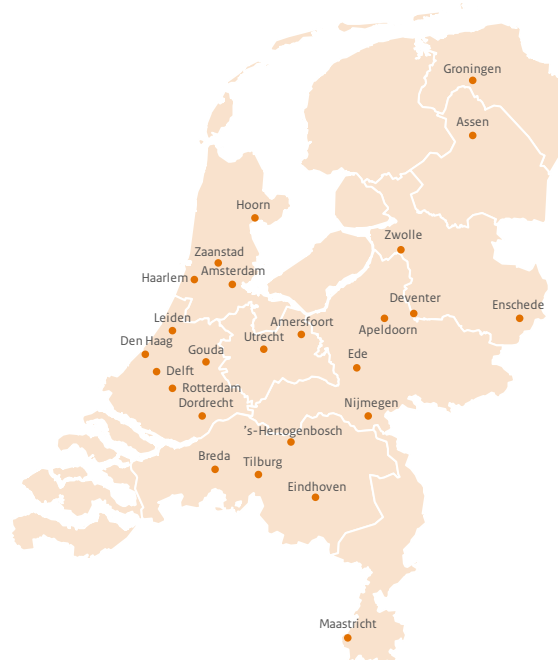 Groningen
Assen
Hoorn
Zwolle
Zaanstad
Amsterdam
Haarlem
Deventer
Enschede
Leiden
Amersfoort
Apeldoorn
Utrecht
Den Haag
Gouda
Ede
Delft
Rotterdam
Dordrecht
Nijmegen
's-Hertogenbosch
Breda
Tilburg
Eindhoven
Maastricht